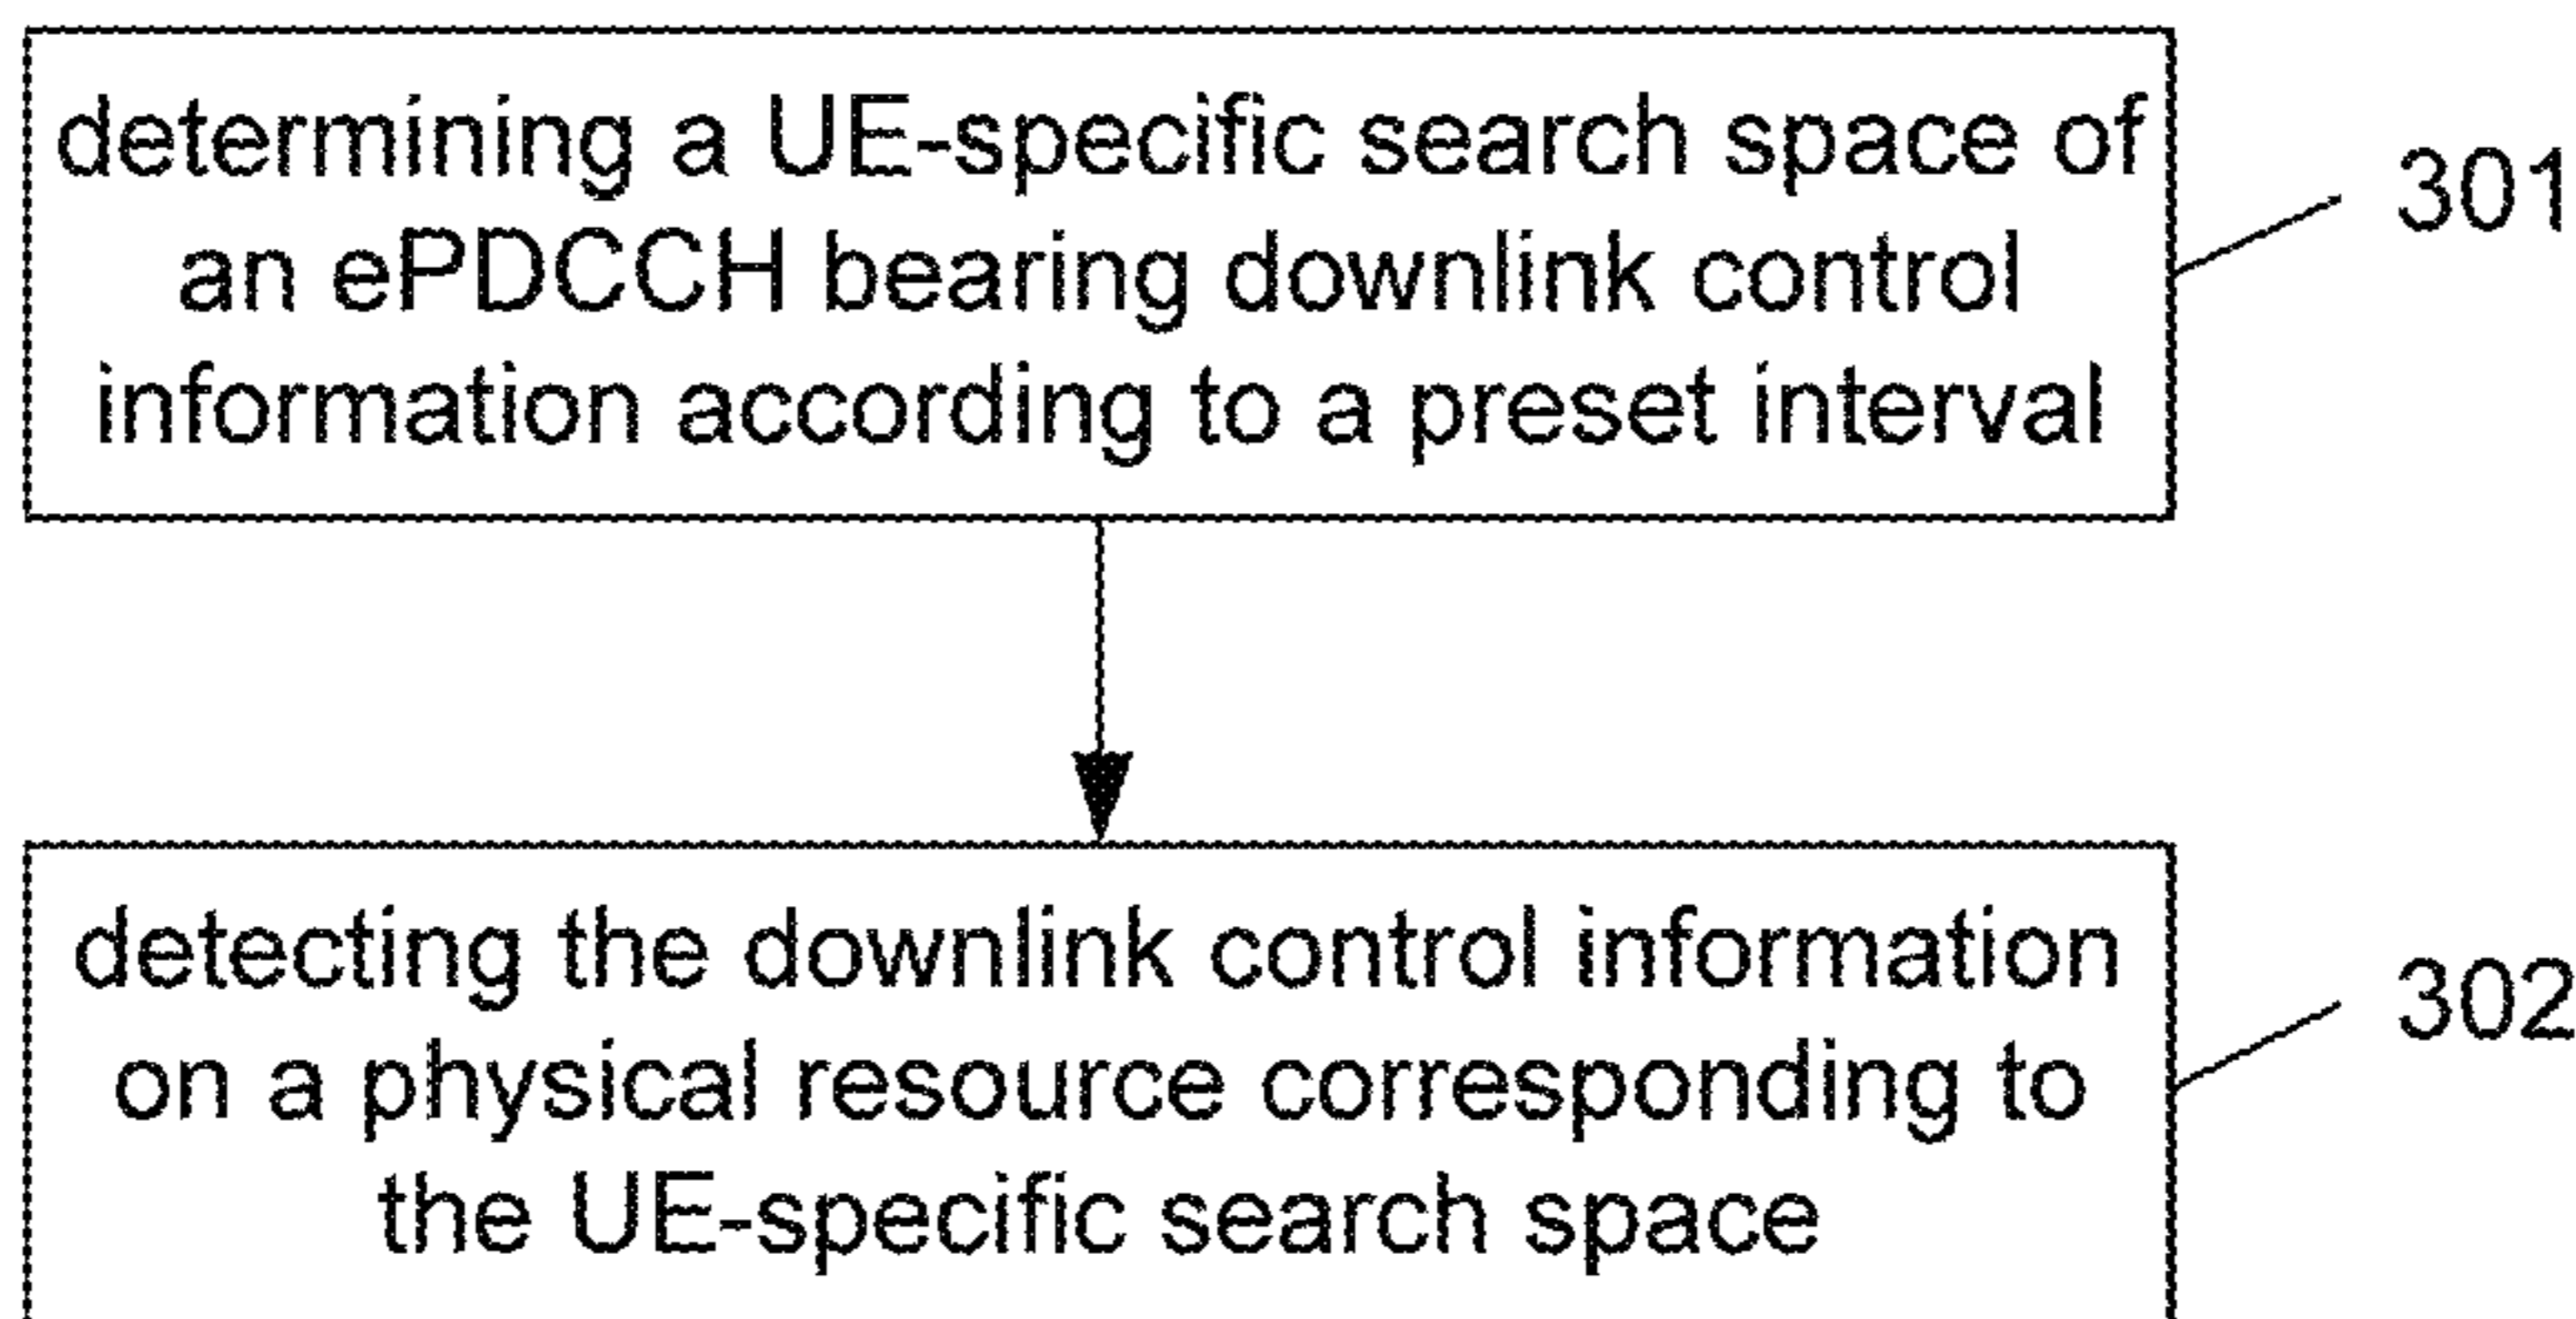 determining a UE-specific search space of
an ePDCCH bearing downlink control
information according to a preset interval
301
detecting the downlink control information
on a physical resource corresponding to
the UE-specific search space
302